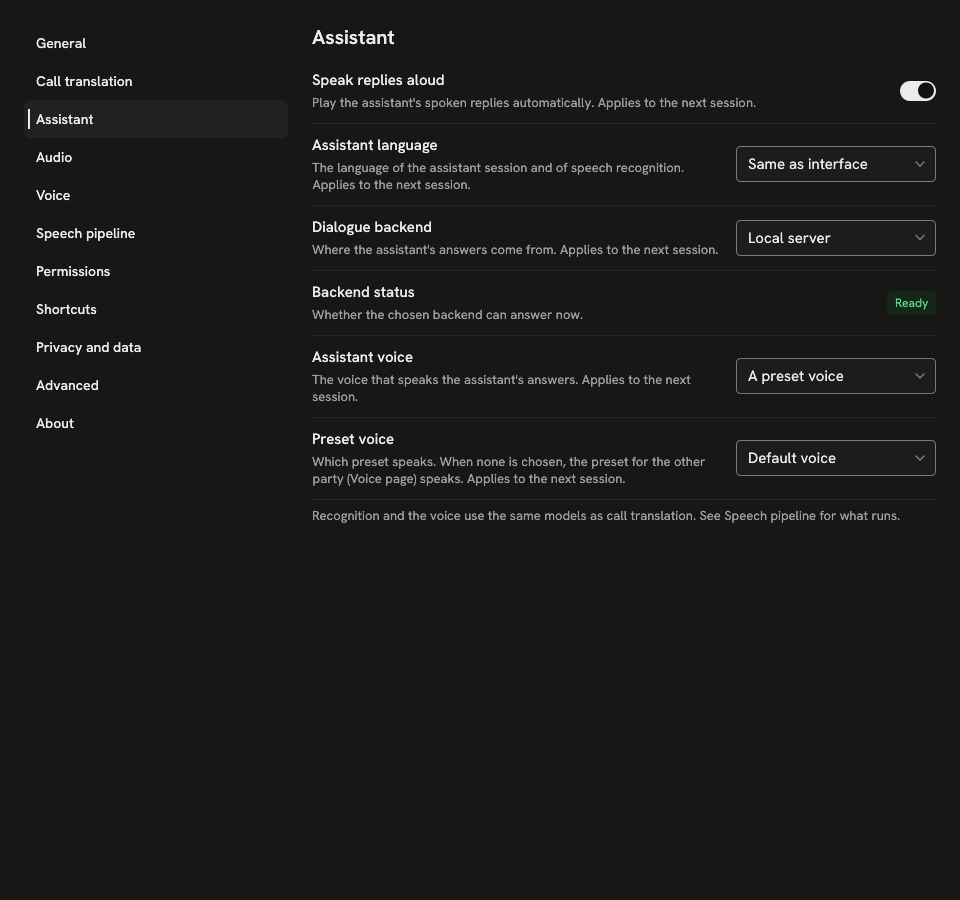 General
Call translation
Assistant
Audio
Voice
Speech pipeline
Permissions
Shortcuts
Privacy and data
Advanced
About
Assistant
Speak replies aloud
Play the assistant's spoken replies automatically. Applies to the next session.
Assistant language
The language of the assistant session and of speech recognition.
Applies to the next session.
Same as interface
Dialogue backend
Where the assistant's answers come from. Applies to the next session.
Local server
Backend status
Whether the chosen backend can answer now.
Ready
Assistant voice
The voice that speaks the assistant's answers. Applies to the next
session.
A preset voice
Preset voice
Which preset speaks. When none is chosen, the preset for the other
party (Voice page) speaks. Applies to the next session.
Default voice
Recognition and the voice use the same models as call translation. See Speech pipeline for what runs.